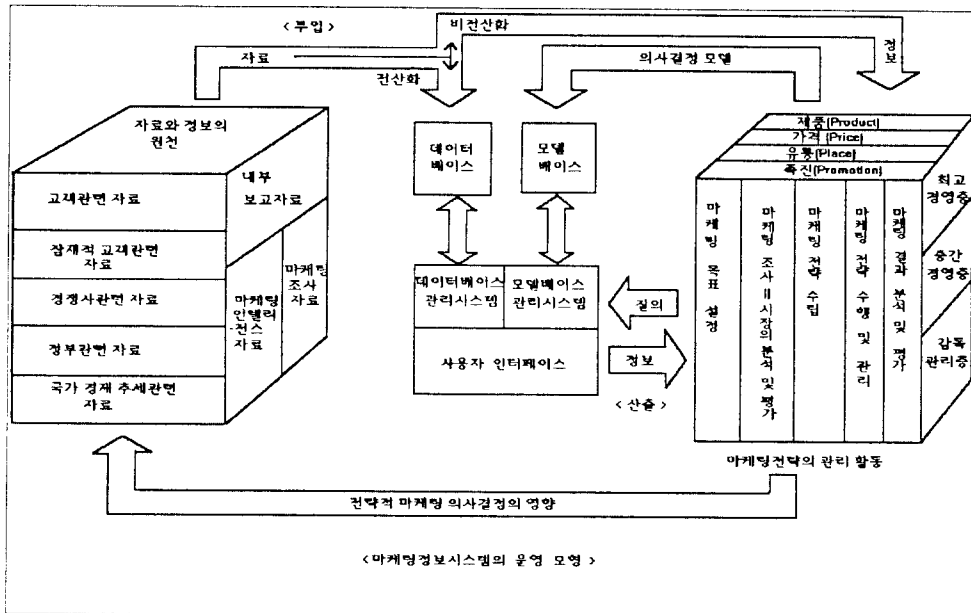 <투입>
비전산화
자료
전산화
의사결정 모델
정보
자료와 정보의
원천
내부
보고자료
고객관련 자료
잠재적 고객관련
자료
경쟁사관련 자료
정부관련 자료
국가 경제 추세관련
자료
마케팅
인텔리
전스
자료
마케팅
조사
자료
데이터
베이스
모델
베이스
데이터베이스
관리시스템
모델베이스
관리시스템
사용자 인터페이스
질의
정보
<산출>
제품(Product)
가격(Price)
유통(Place)
촉진(Promotion)
마케팅 목표 설정
마케팅 조사 및 시장의 분석 및 평가
마케팅 전략 수립
마케팅 전략 수행 및 관리
마케팅 결과 분석 및 평가
최고
경영층
중간
경영층
감독
관리층
마케팅전략의 관리 활동
전략적 마케팅 의사결정의 영향
<마케팅정보시스템의 운영 모형>